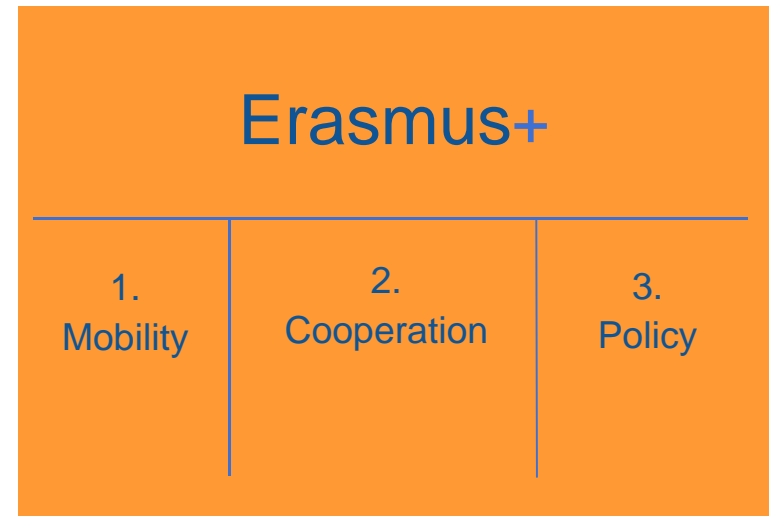 Erasmus+
1.
Mobility
2.
Cooperation
3.
Policy